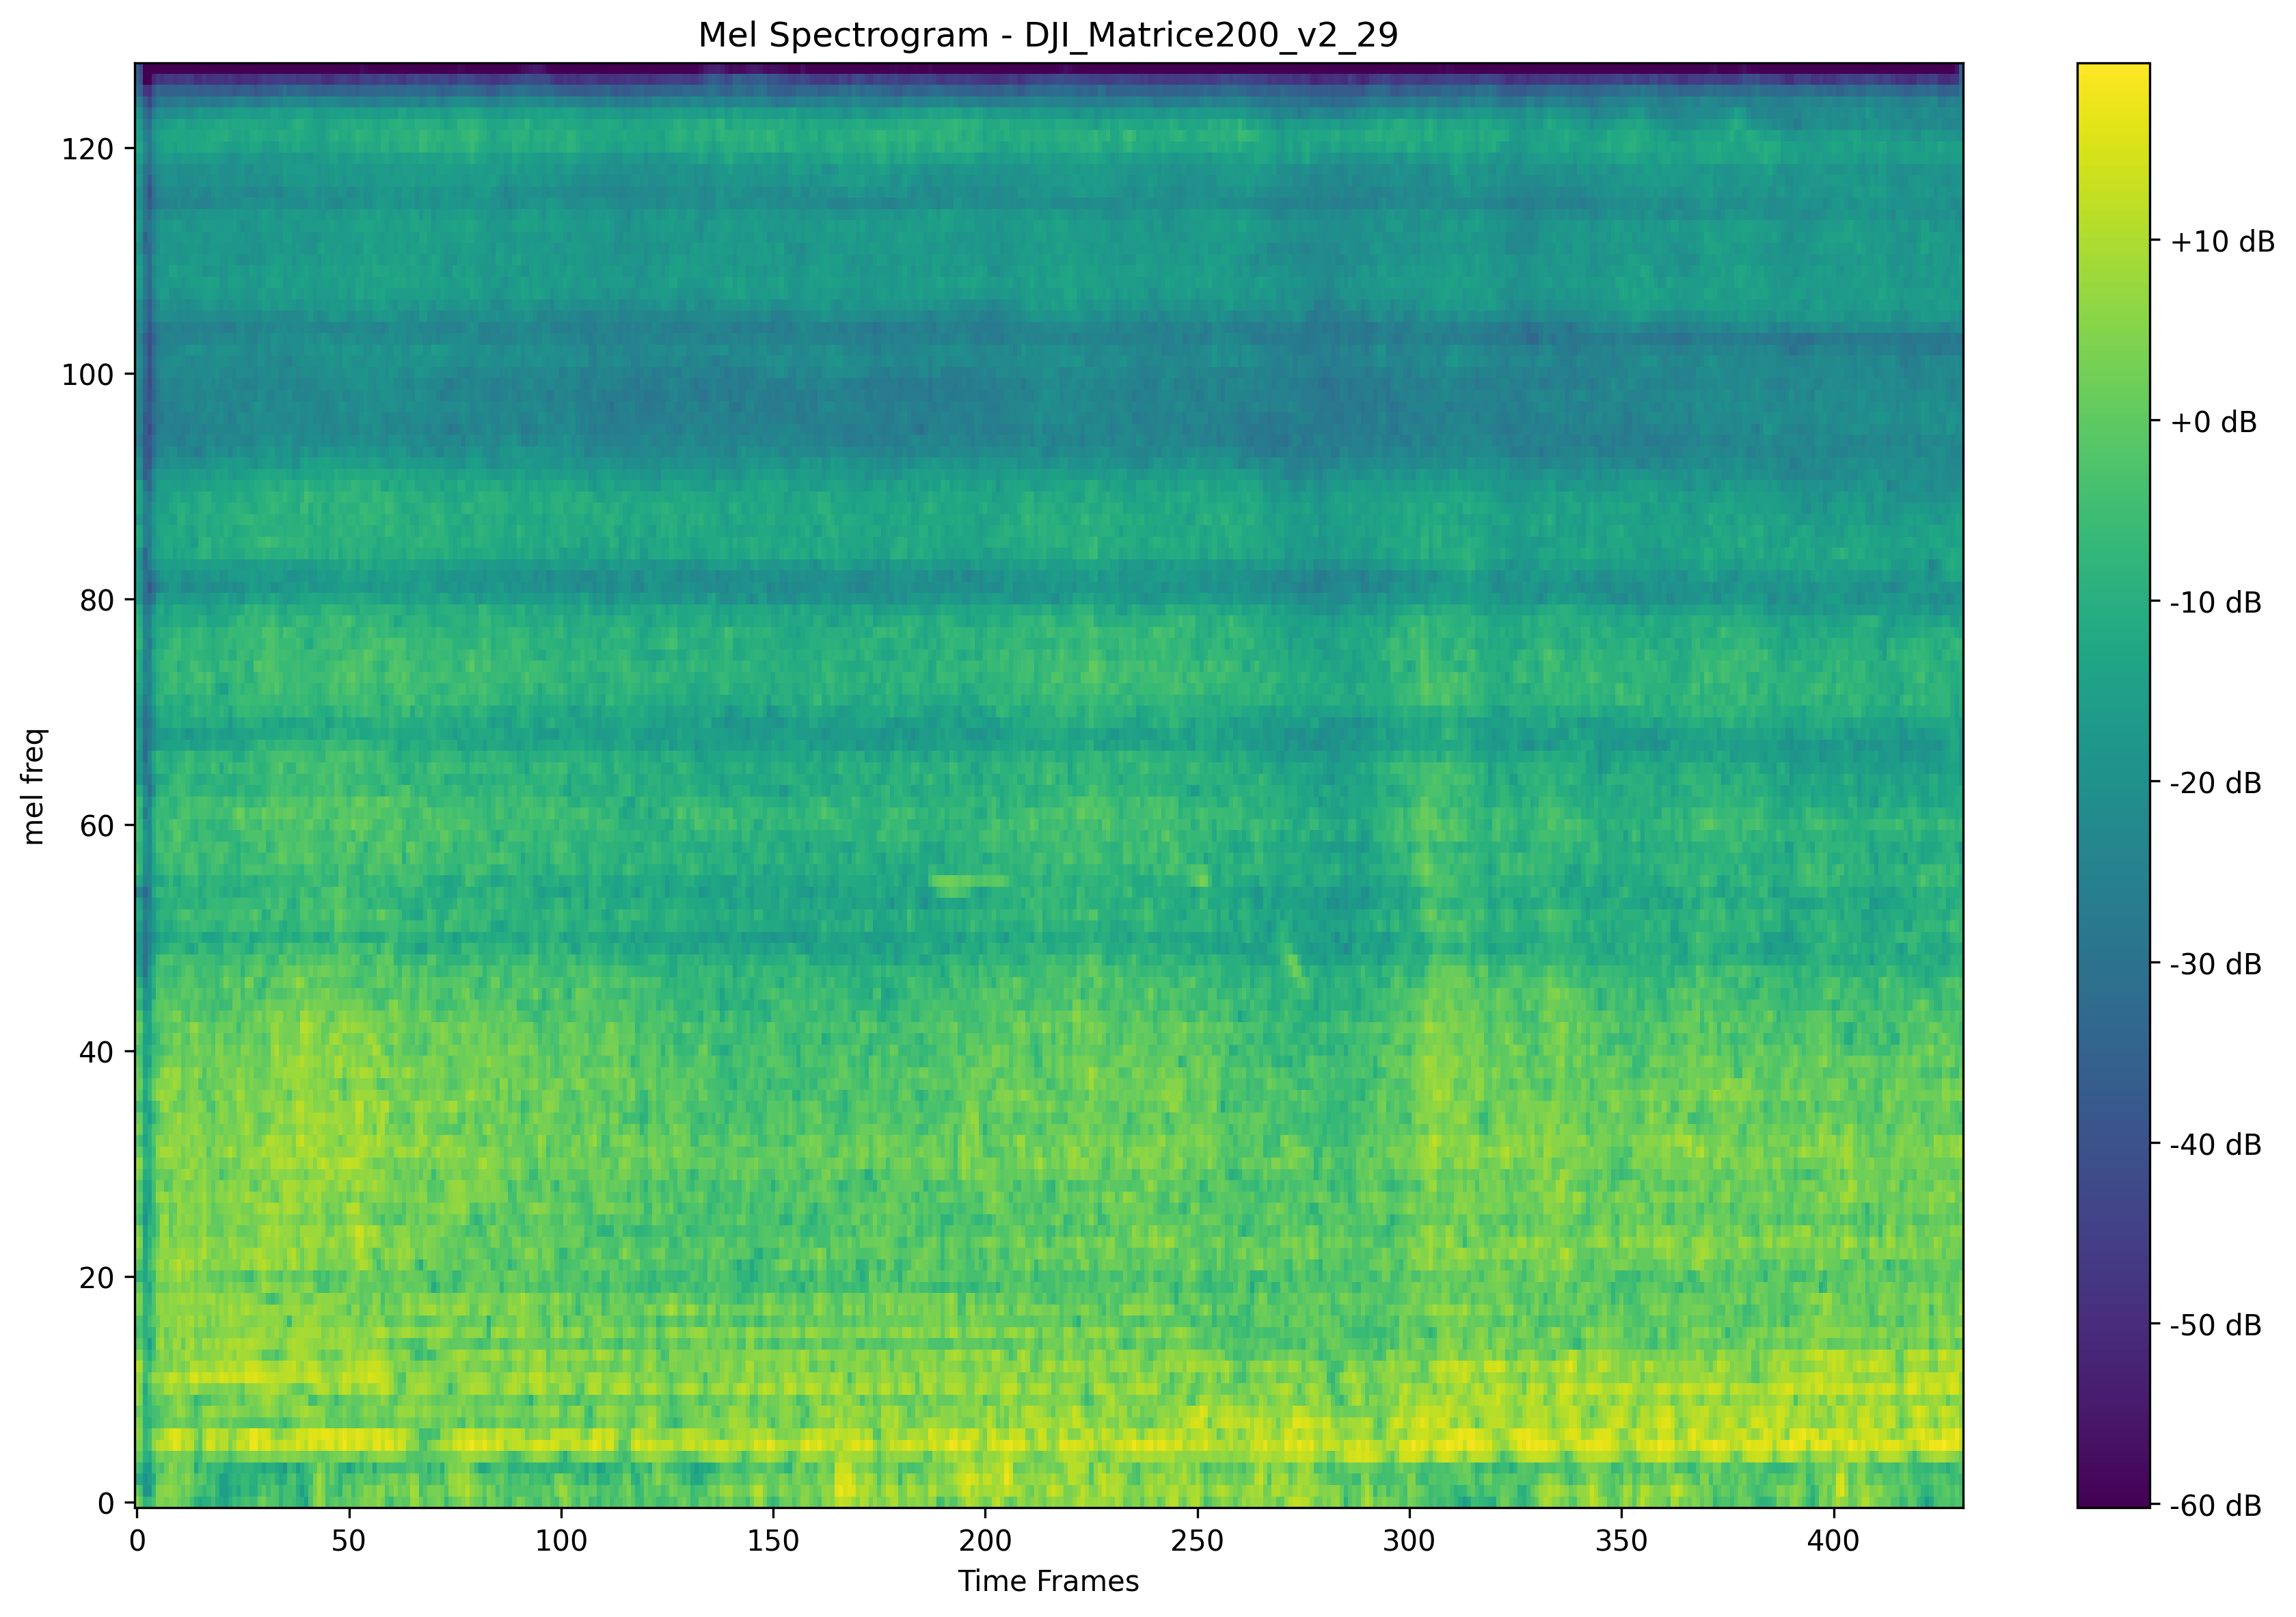 Mel Spectrogram - DJI_Matrice200_v2_29
mel freq
120
100
80
60
40
20
0
0 50 100 150 200 250 300 350 400
Time Frames
+10 dB
+0 dB
-10 dB
-20 dB
-30 dB
-40 dB
-50 dB
-60 dB